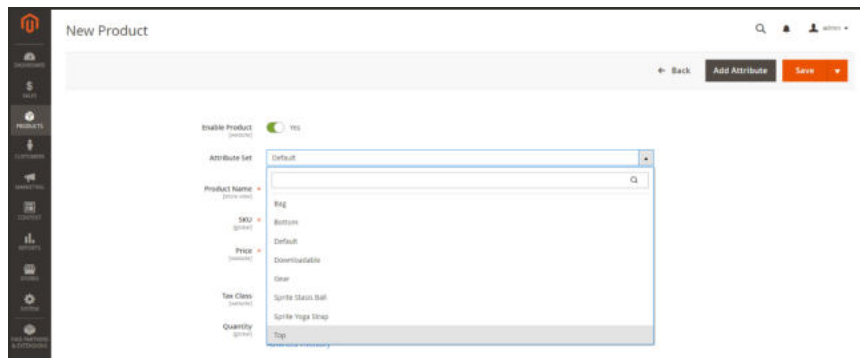 New Product
admin
← Back
Add Attribute
Save
DASHBOARD
SALES
PRODUCTS
CUSTOMERS
MARKETING
CONTENT
REPORTS
STORES
SYSTEM
FIND PARTNERS
& EXTENSIONS
Enable Product
[website]
Yes
Attribute Set
Default
Product Name *
[store view]
SKU *
[global]
Price *
[website]
Tax Class
[website]
Quantity
[global]
Bag
Bottom
Default
Downloadable
Gear
Sprite Stasis Ball
Sprite Yoga Strap
Top
Advanced Inventory